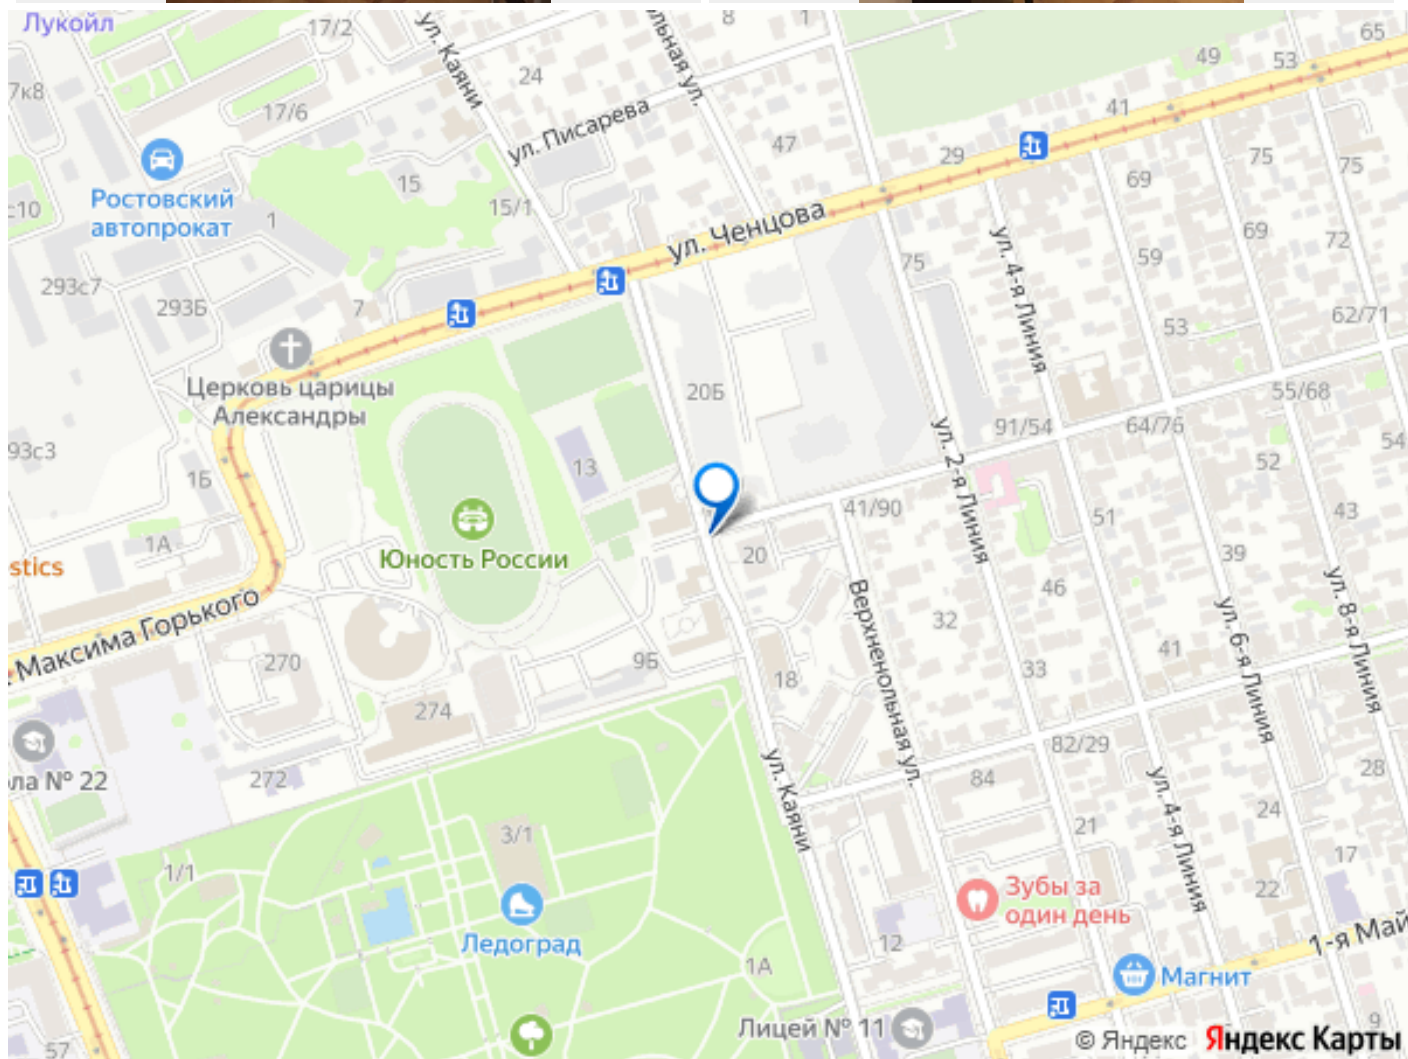 Лукойл
17/2
ул. Каяни
8
1
65
53
49
24
7к8
17/6
ул. Писарева
41
47
29
75
75
Ростовский
автопрокат
15
15/1
69
с10
1
ул. Ченцова
69
72
59
75
ул. 4-я Линия
293с7
293Б
7
53
62/71
Церковь царицы
Александры
20Б
55/68
91/54
64/76
54
93с3
13
ул. 2-я Линия
52
1Б
41/90
43
51
1А
Юность России
20
39
stics
46
ул. 8-я Линия
Верхненольная ул.
32
ул. 6-я Линия
Максима Горького
270
9Б
41
33
18
274
82/29
ла № 22
272
ул. Каяни
84
28
ул. 4-я Линия
24
3/1
21
17
1/1
Зубы за
один день
22
Ледоград
12
1-я Май
1А
Магнит
Лицей № 11
9
57
© Яндекс Яндекс Карты